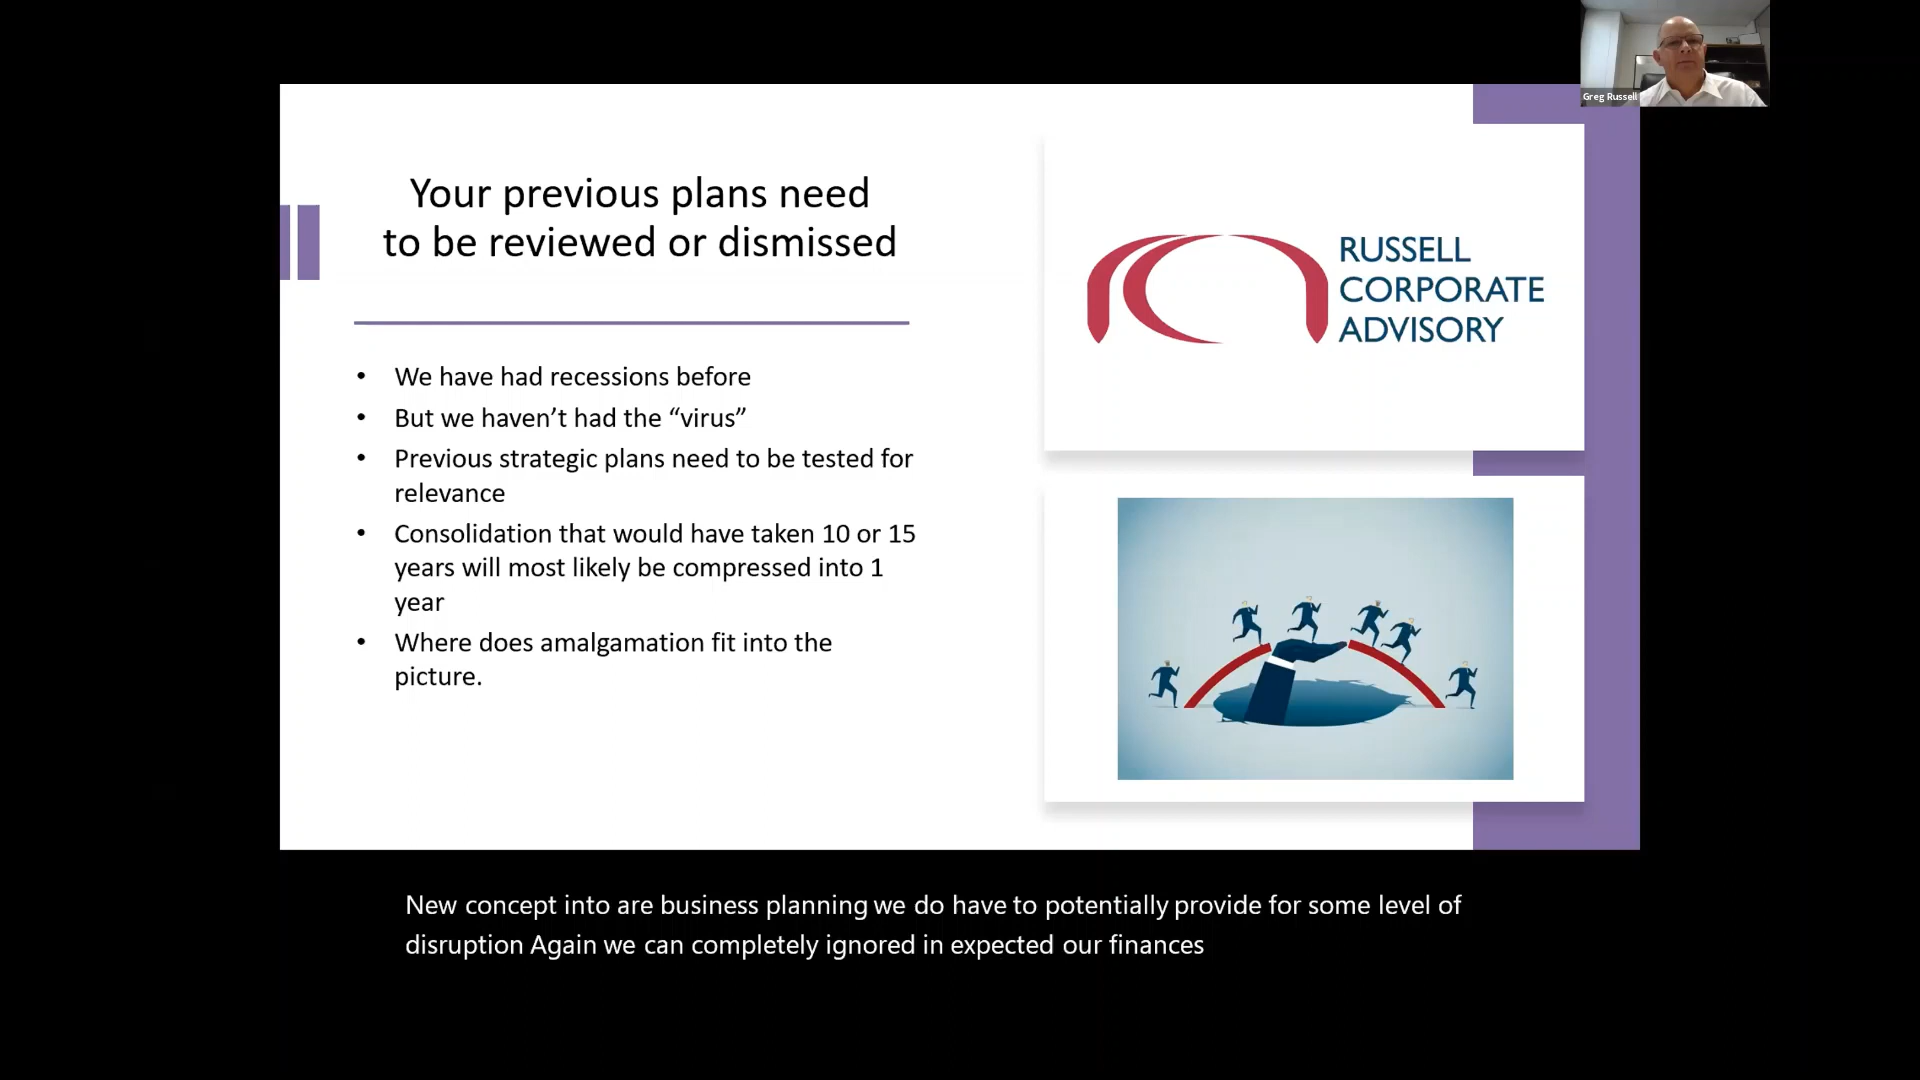 Greg Russell
Your previous plans need
to be reviewed or dismissed
• We have had recessions before
• But we haven’t had the “virus”
• Previous strategic plans need to be tested for
relevance
• Consolidation that would have taken 10 or 15
years will most likely be compressed into 1
year
• Where does amalgamation fit into the
picture.
RUSSELL
CORPORATE
ADVISORY
New concept into are business planning we do have to potentially provide for some level of
disruption Again we can completely ignored in expected our finances